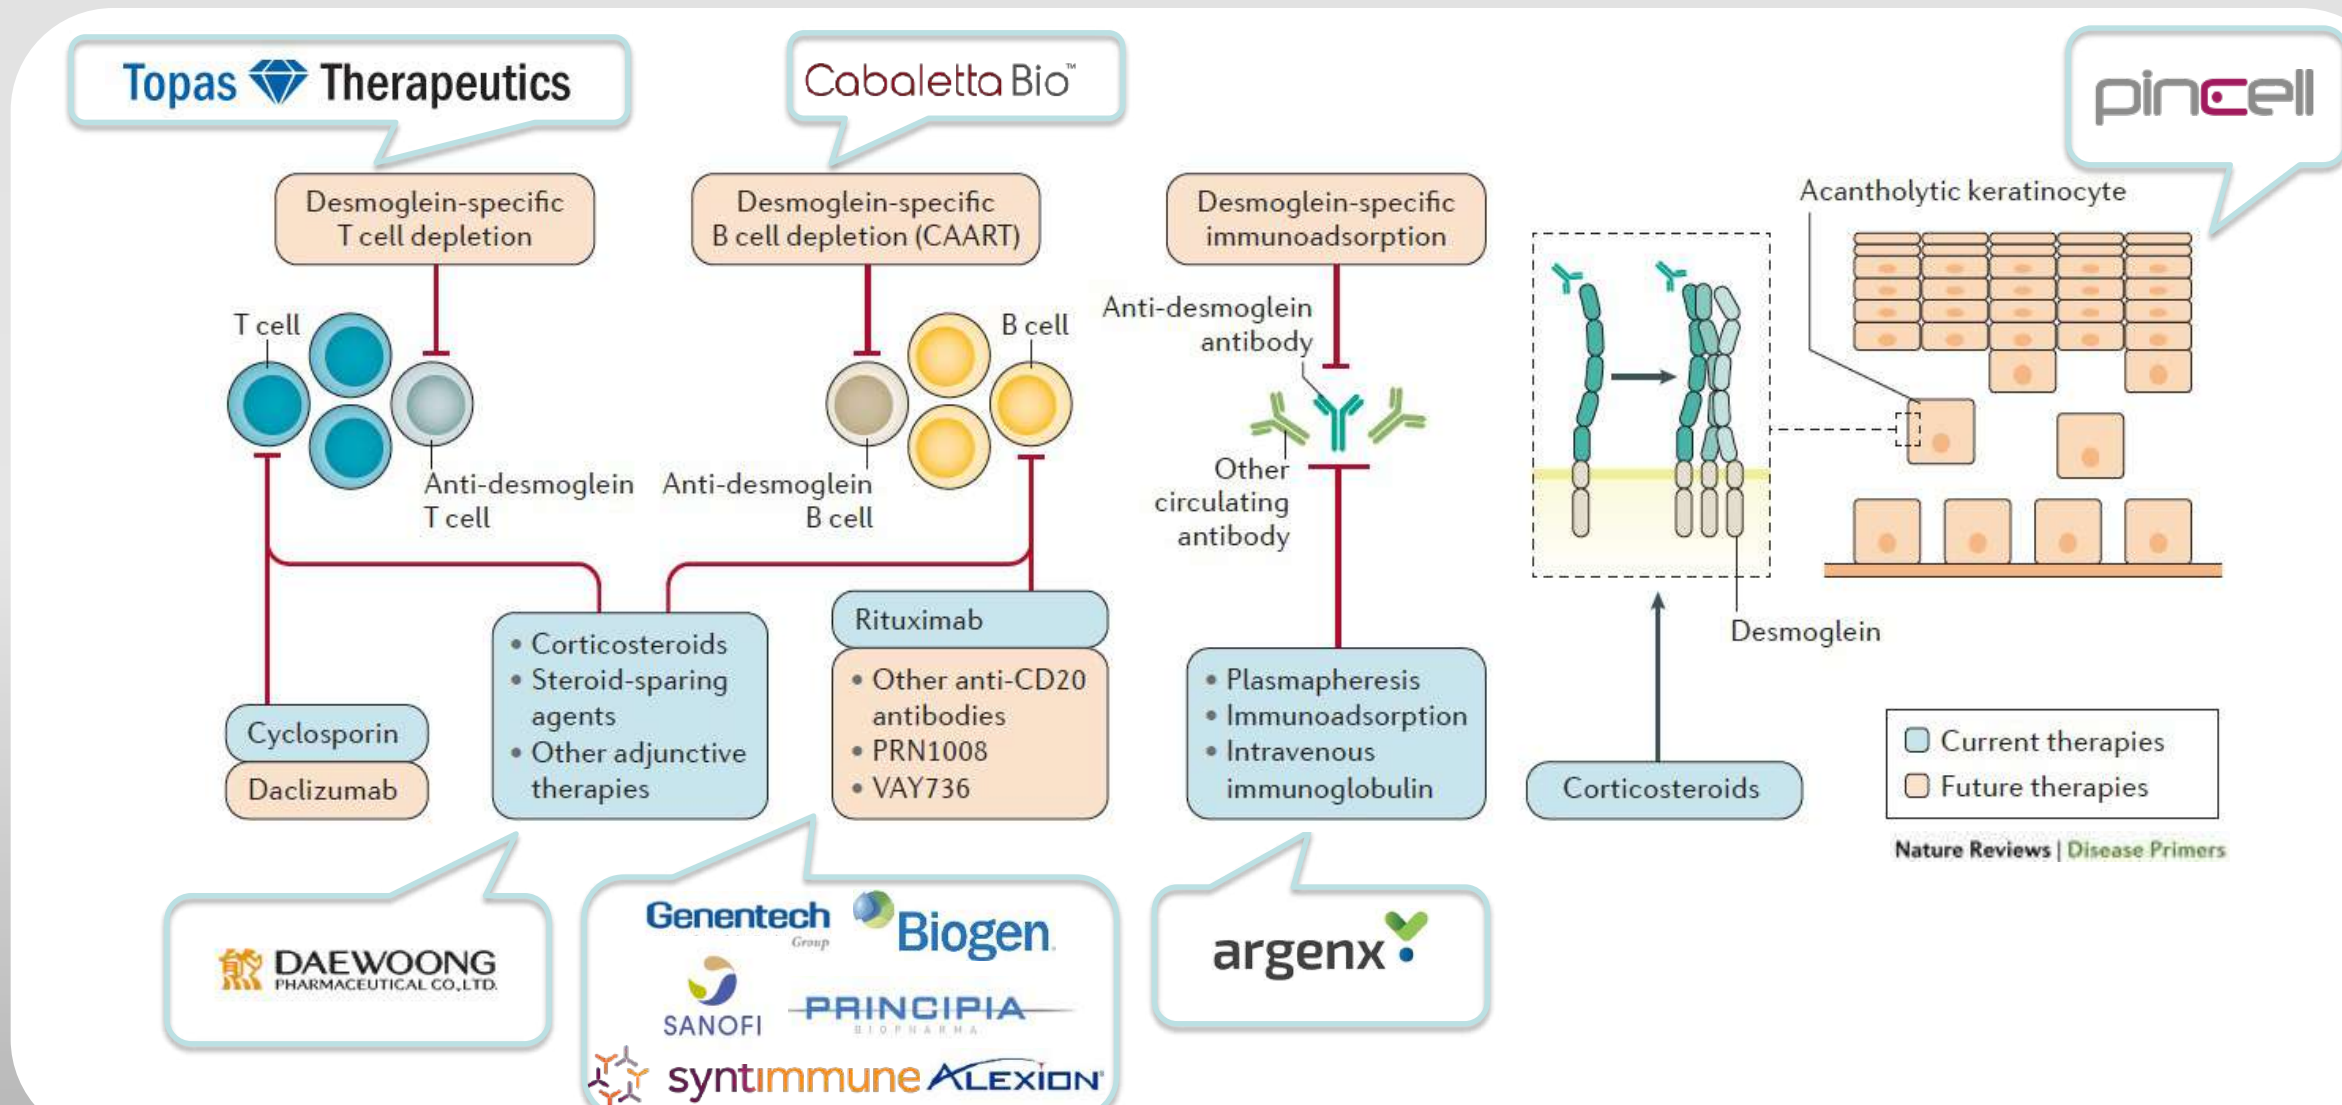 Topas Therapeutics
Cabaletta Bio™
pincell
Desmoglein-specific
T cell depletion
Desmoglein-specific
B cell depletion (CAART)
Desmoglein-specific
immunoadsorption
Acantholytic keratinocyte
T cell
B cell
Anti-desmoglein
antibody
Anti-desmoglein
T cell
Anti-desmoglein
B cell
Other
circulating
antibody
Desmoglein
Cyclosporin
Daclizumab
• Corticosteroids
• Steroid-sparing
agents
• Other adjunctive
therapies
Rituximab
• Other anti-CD20
antibodies
• PRN1008
• VAY736
• Plasmapheresis
• Immunoadsorption
• Intravenous
immunoglobulin
Corticosteroids
Current therapies
Future therapies
Nature Reviews | Disease Primers
DAEWOONG
PHARMACEUTICAL CO.,LTD.
Genentech
Group
Biogen.
SANOFI
PRINCIPIA
BIOPHARMA
syntimmune
ALEXION
argenx